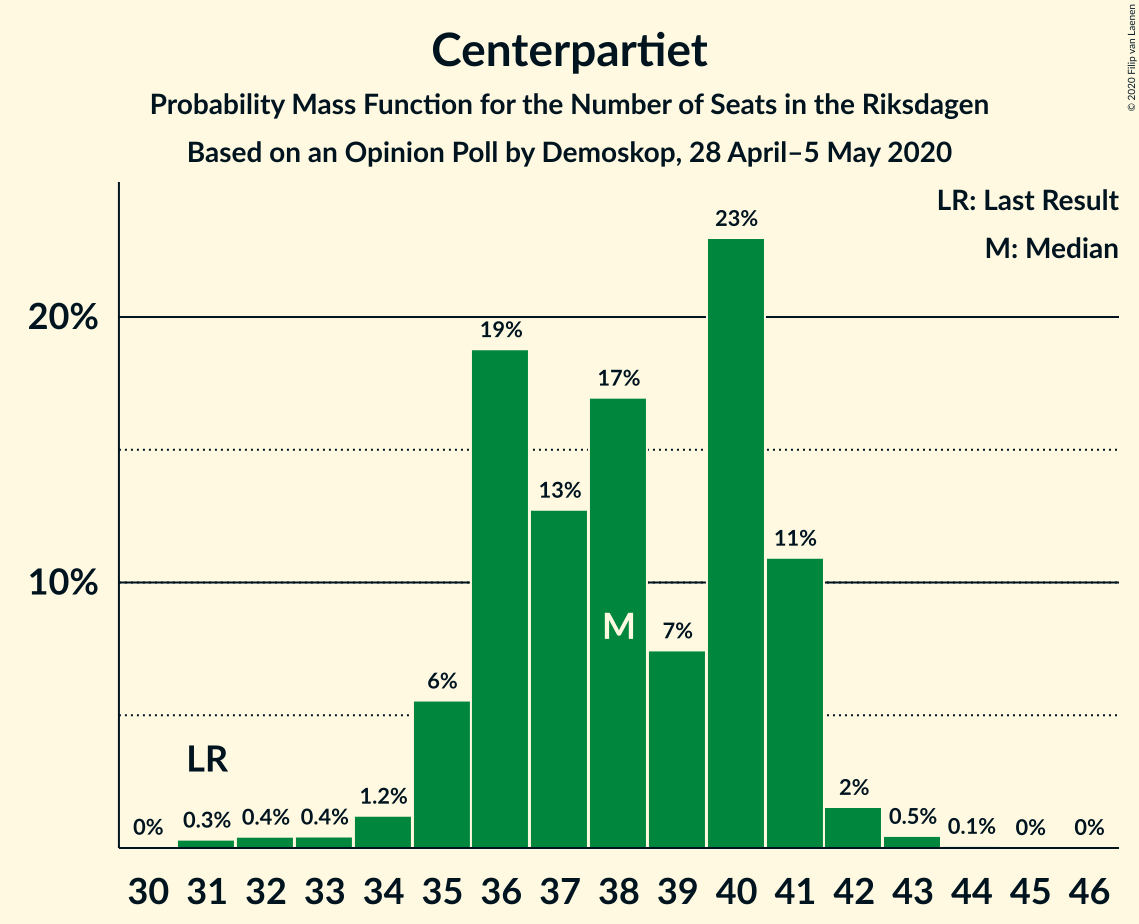 Centerpartiet
Probability Mass Function for the Number of Seats in the Riksdagen
Based on an Opinion Poll by Demoskop, 28 April–5 May 2020
© 2020 Filip van Laenen
LR: Last Result
M: Median
20%
10%
0%
0.3%
0.4%
0.4%
1.2%
6%
19%
13%
17%
7%
23%
11%
2%
0.5%
0.1%
0%
0%
LR
M
30 31 32 33 34 35 36 37 38 39 40 41 42 43 44 45 46